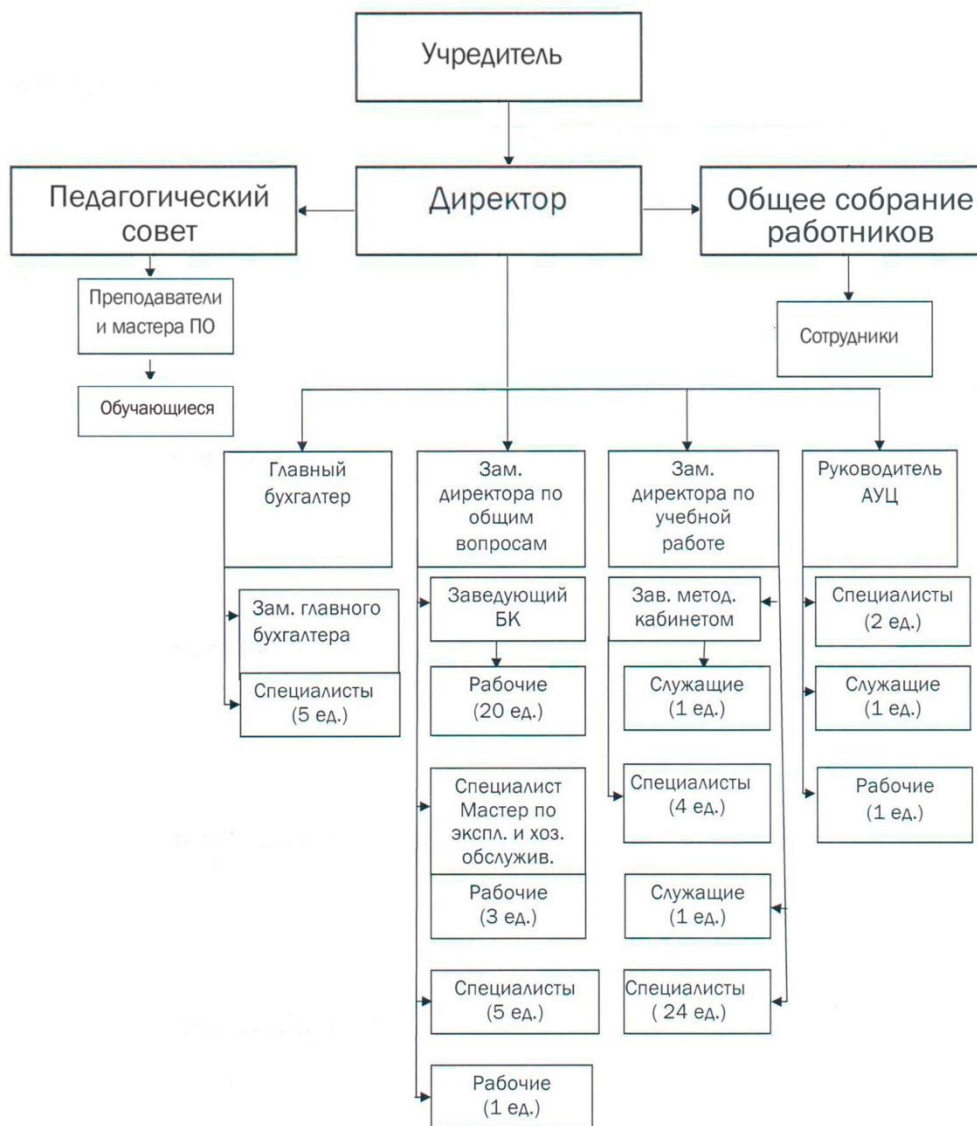 Учредитель
Педагогический
совет
Директор
Общее собрание
работников
Преподаватели
и мастера ПО
Обучающиеся
Сотрудники
Главный
бухгалтер
Зам. главного
бухгалтера
Специалисты
(5 ед.)
Зам.
директора по
общим
вопросам
Заведующий
БК
Рабочие
(20 ед.)
Специалист
Мастер по
экспл. и хоз.
обслужив.
Рабочие
(3 ед.)
Специалисты
(5 ед.)
Рабочие
(1 ед.)
Зам.
директора по
учебной
работе
Зав. метод.
кабинетом
Служащие
(1 ед.)
Специалисты
(4 ед.)
Служащие
(1 ед.)
Специалисты
( 24 ед.)
Руководитель
АУЦ
Специалисты
(2 ед.)
Служащие
(1 ед.)
Рабочие
(1 ед.)